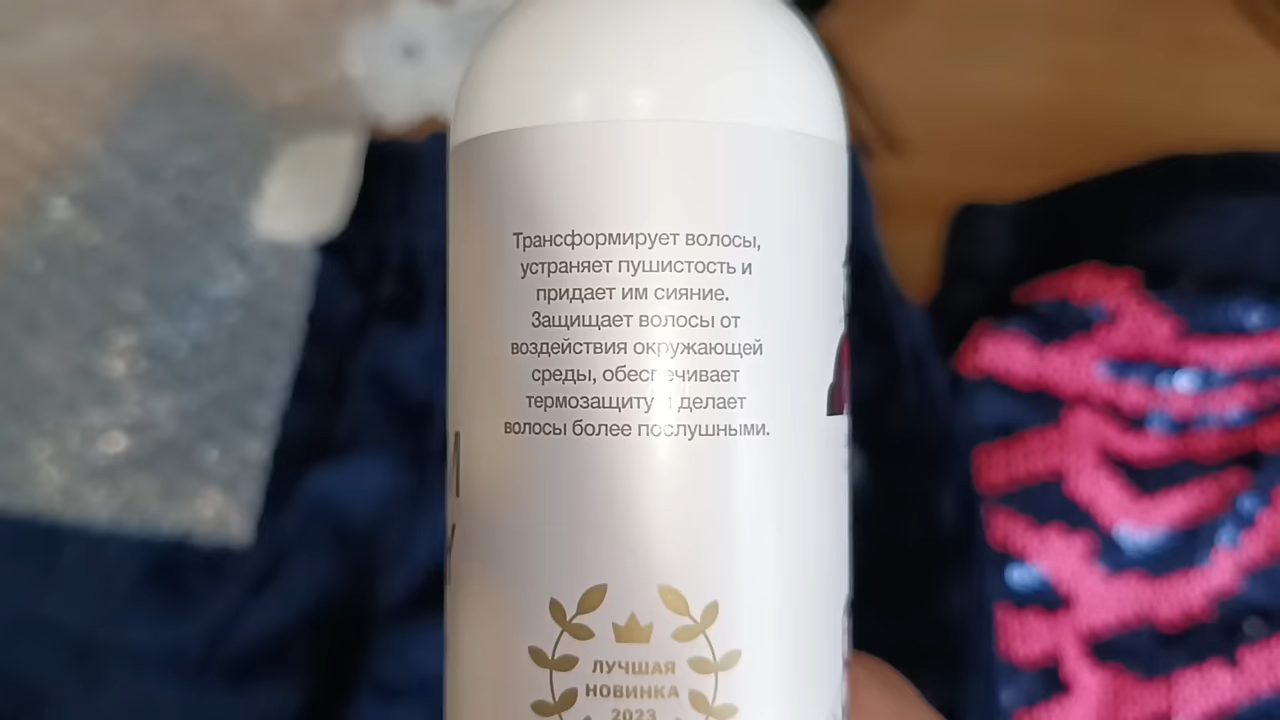 Трансформирует волосы,
устраняет пушистость и
придает им сияние.
Защищает волосы от
воздействия окружающей
среды, обеспечивает
термозащиту и делает
волосы более послушными.
ЛУЧШАЯ
НОВИНКА
2023